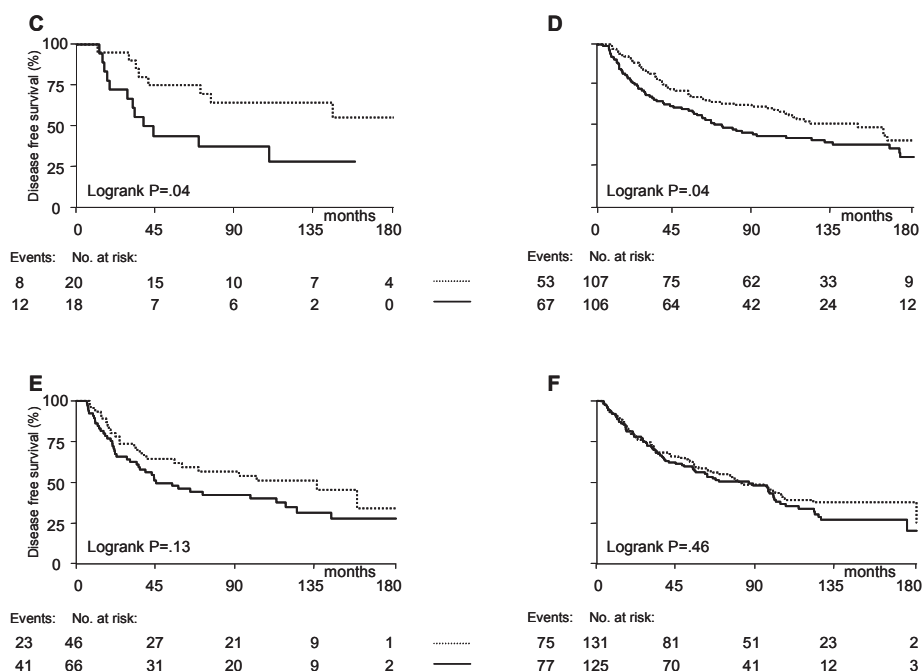 C
Disease free survival (%)
100
75
50
25
0
Logrank P=.04
months
0 45 90 135 180
Events: No. at risk:
8 20 15 10 7 4
12 18 7 6 2 0
D
Logrank P=.04
months
0 45 90 135 180
Events: No. at risk:
53 107 75 62 33 9
67 106 64 42 24 12
E
Disease free survival (%)
100
75
50
25
0
Logrank P=.13
months
0 45 90 135 180
Events: No. at risk:
23 46 27 21 9 1
41 66 31 20 9 2
F
Logrank P=.46
months
0 45 90 135 180
Events: No. at risk:
75 131 81 51 23 2
77 125 70 41 12 3